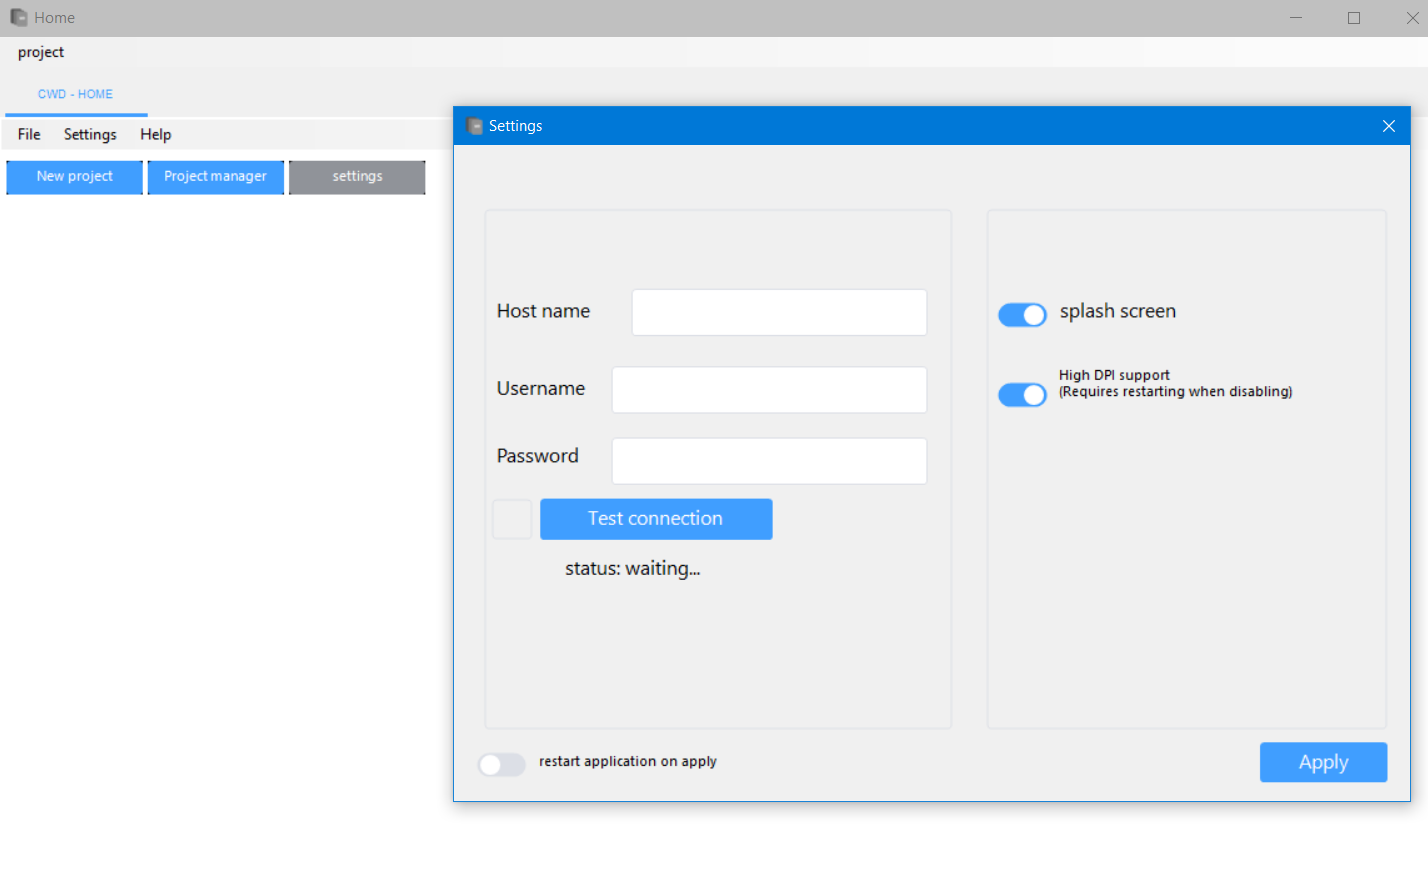 Home
project
CWD - HOME
File Settings Help
New project Project manager settings
Settings
Host name
Username
Password
Test connection
status: waiting...
splash screen
High DPI support
(Requires restarting when disabling)
restart application on apply
Apply